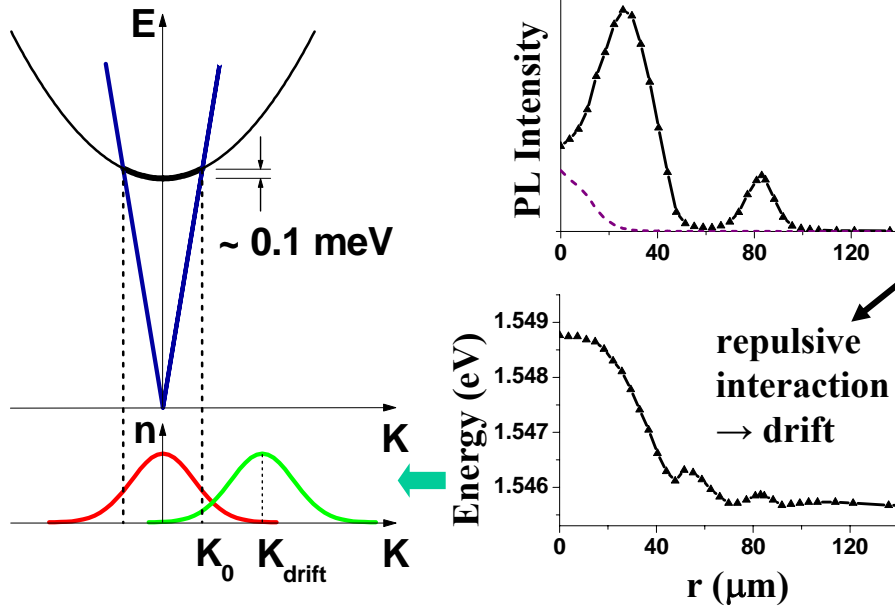 E
~ 0.1 meV
K
n
K₀
K_drift
K
PL Intensity
0
40
80
120
Energy (eV)
1.549
1.548
1.547
1.546
repulsive
interaction
→ drift
0
40
80
120
r (μm)